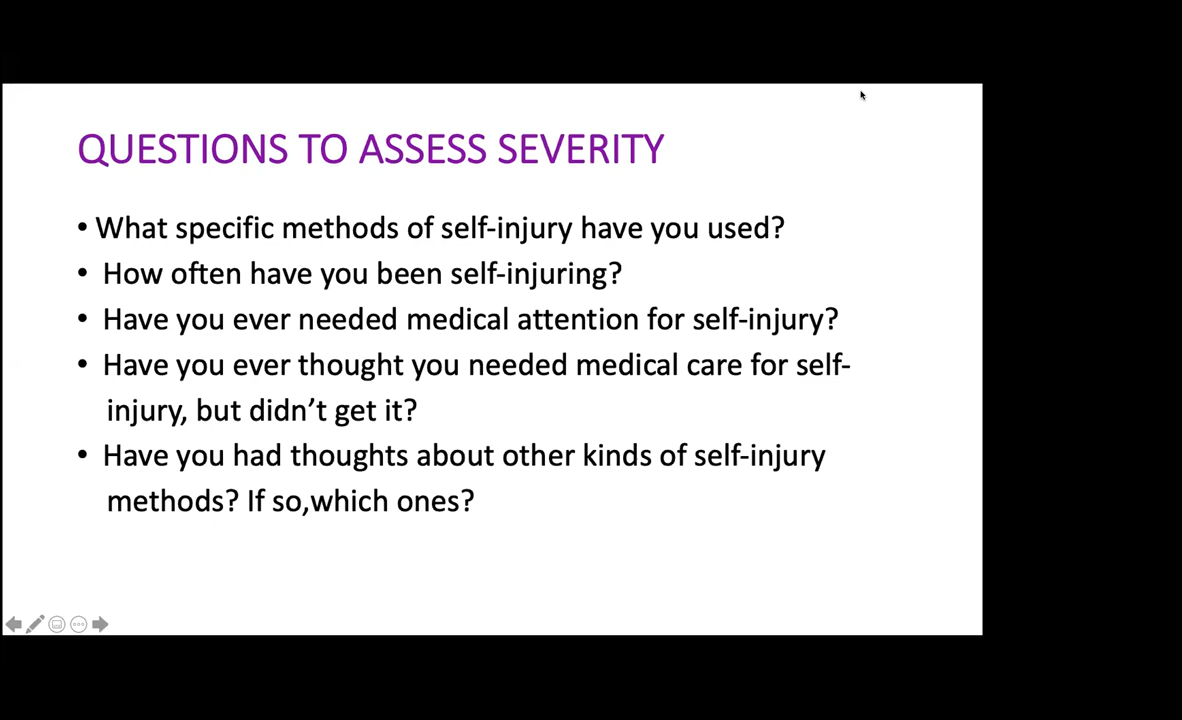 QUESTIONS TO ASSESS SEVERITY
• What specific methods of self-injury have you used?
• How often have you been self-injuring?
• Have you ever needed medical attention for self-injury?
• Have you ever thought you needed medical care for self-
injury, but didn’t get it?
• Have you had thoughts about other kinds of self-injury
methods? If so,which ones?